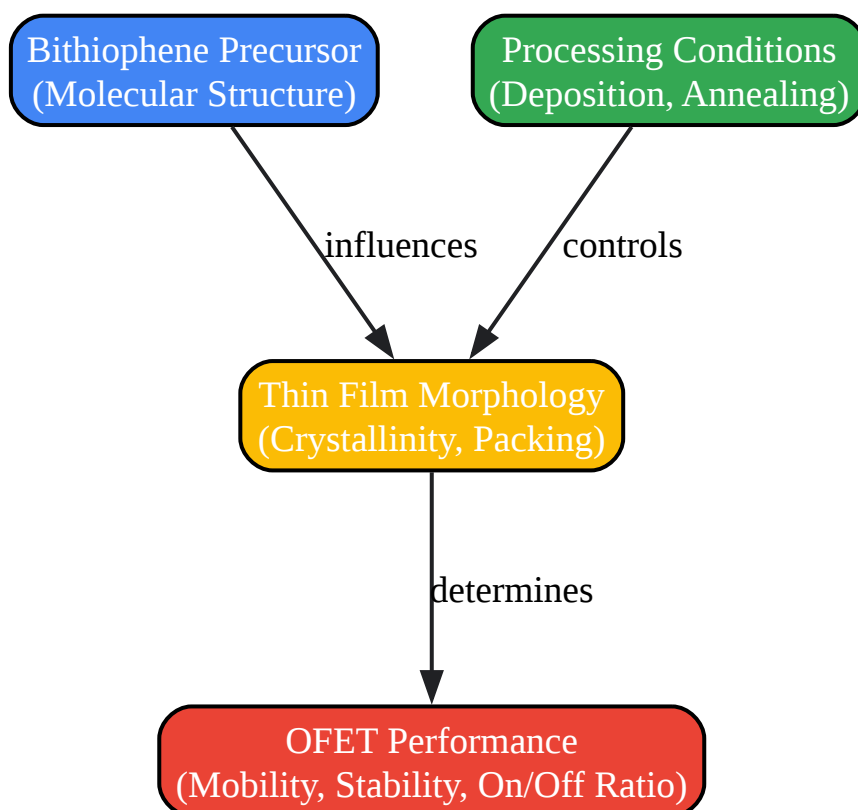 Bithiophene Precursor
(Molecular Structure)
Processing Conditions
(Deposition, Annealing)
influences
controls
Thin Film Morphology
(Crystallinity, Packing)
determines
OFET Performance
(Mobility, Stability, On/Off Ratio)